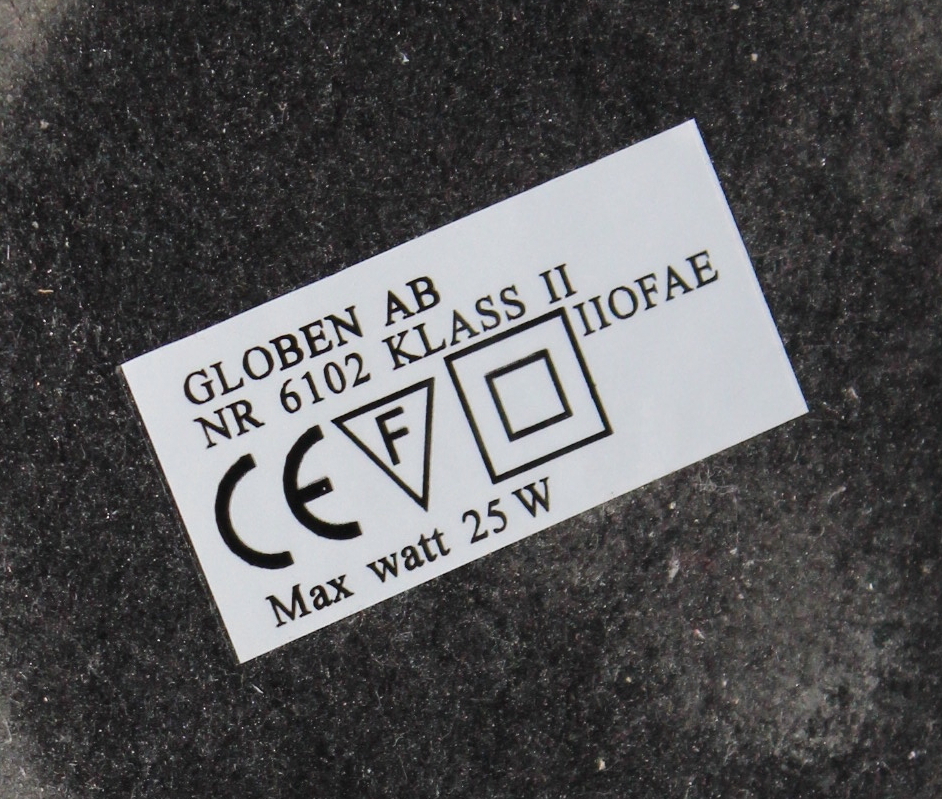 GLOBEN AB
NR 6102 KLASS II
IIOFAE
CE F
Max watt 25 W